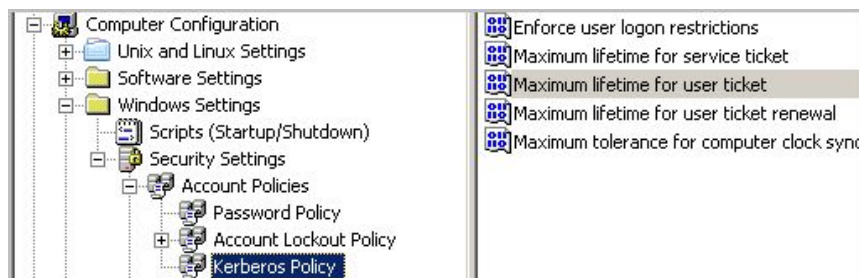 Computer Configuration
Unix and Linux Settings
Software Settings
Windows Settings
Scripts (Startup/Shutdown)
Security Settings
Account Policies
Password Policy
Account Lockout Policy
Kerberos Policy
Enforce user logon restrictions
Maximum lifetime for service ticket
Maximum lifetime for user ticket
Maximum lifetime for user ticket renewal
Maximum tolerance for computer clock sync